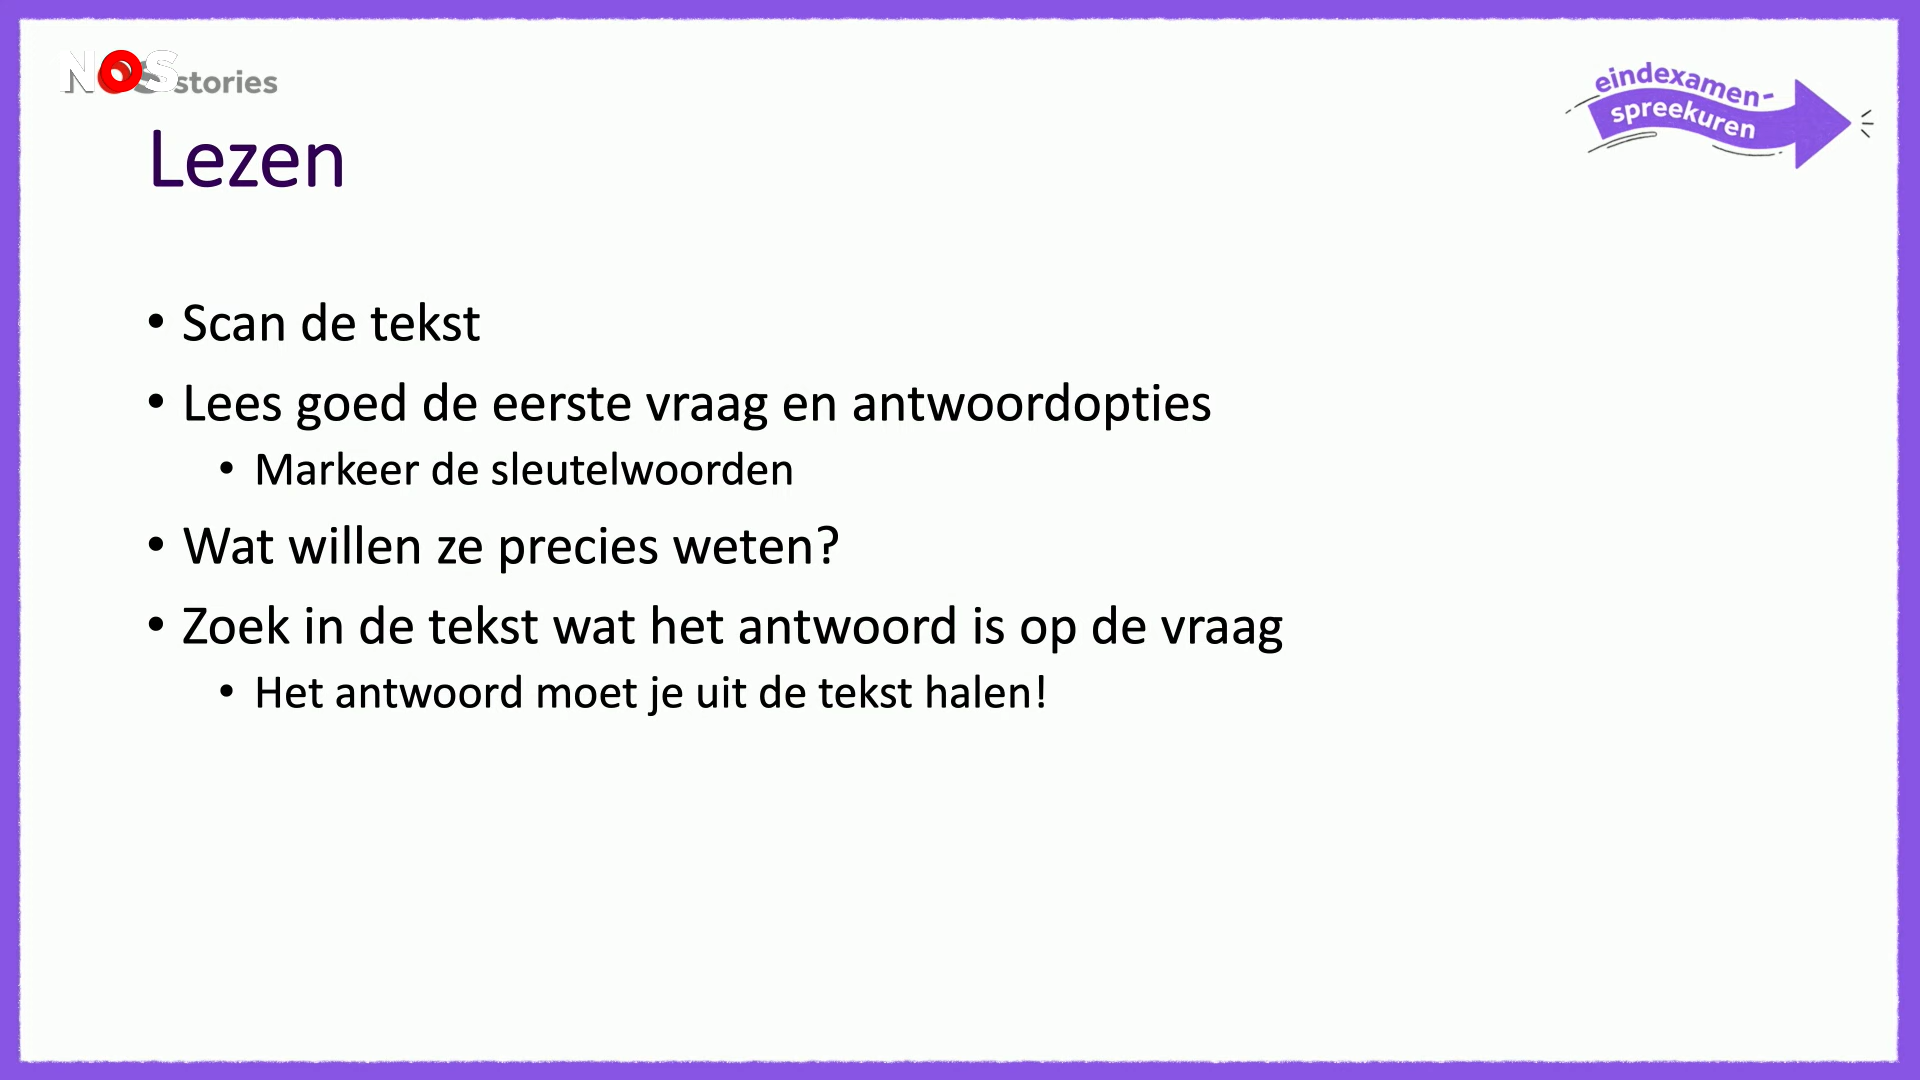 NOS stories
eindexamen-
spreekuren
Lezen
• Scan de tekst
• Lees goed de eerste vraag en antwoordopties
• Markeer de sleutelwoorden
• Wat willen ze precies weten?
• Zoek in de tekst wat het antwoord is op de vraag
• Het antwoord moet je uit de tekst halen!